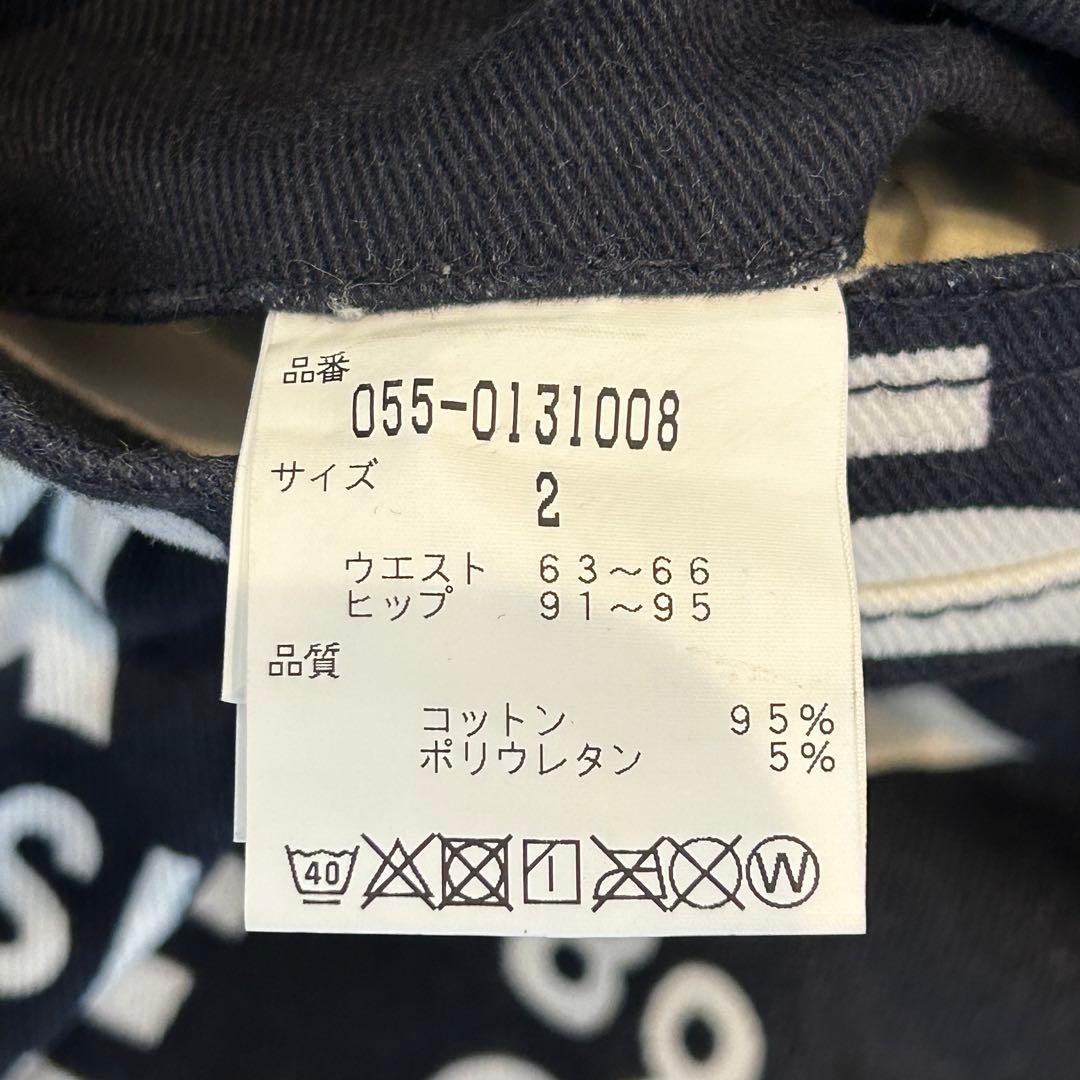 品番
055-0131008
サイズ
2
ウエスト 63～66
ヒップ 91～95
品質
コットン 95%
ポリウレタン 5%
40
W
S